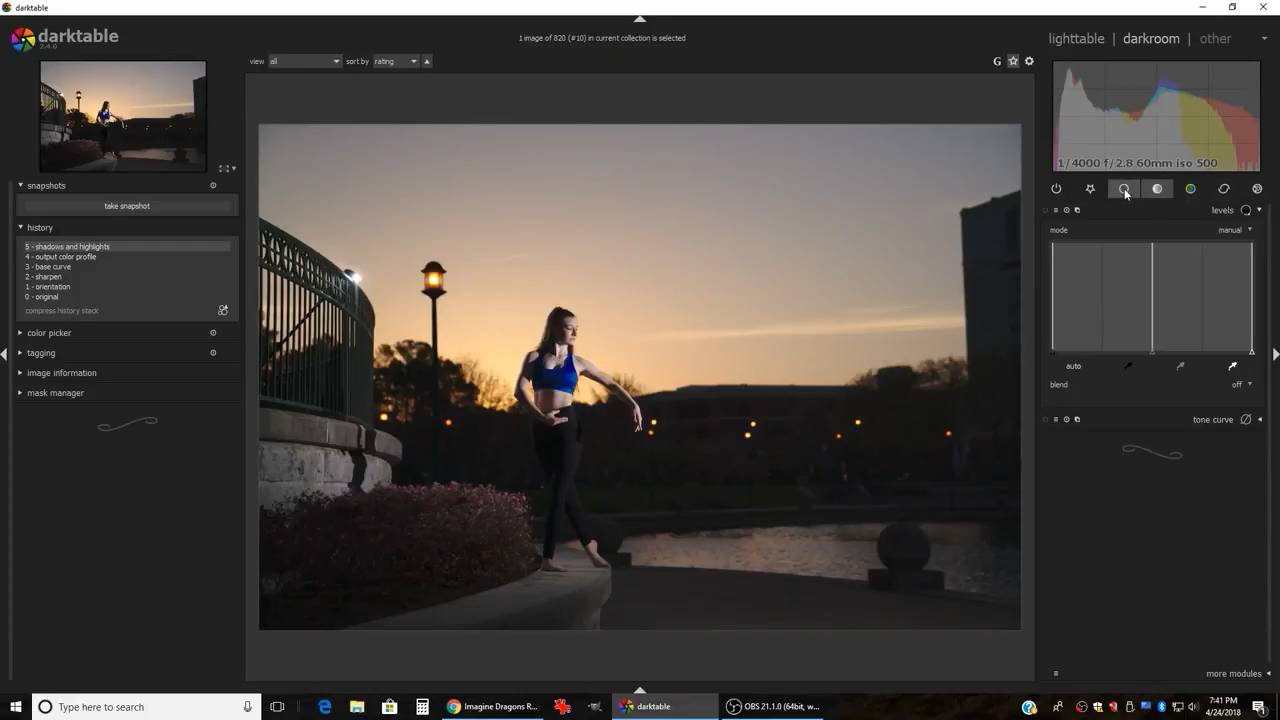 darktable
darktable
2.4.0
1 image of 820 (#10) in current collection is selected
lighttable | darkroom | other
view all sort by rating
G
1/4000 f/2.8 60mm iso 500
snapshots
take snapshot
history
5 - shadows and highlights
4 - output color profile
3 - base curve
2 - sharpen
1 - orientation
0 - original
compress history stack
color picker
tagging
image information
mask manager
levels
mode manual
auto
blend off
tone curve
more modules
Type here to search
Imagine Dragons R...
darktable
OBS 21.1.0 (64bit, w...
7:41 PM
4/24/2018